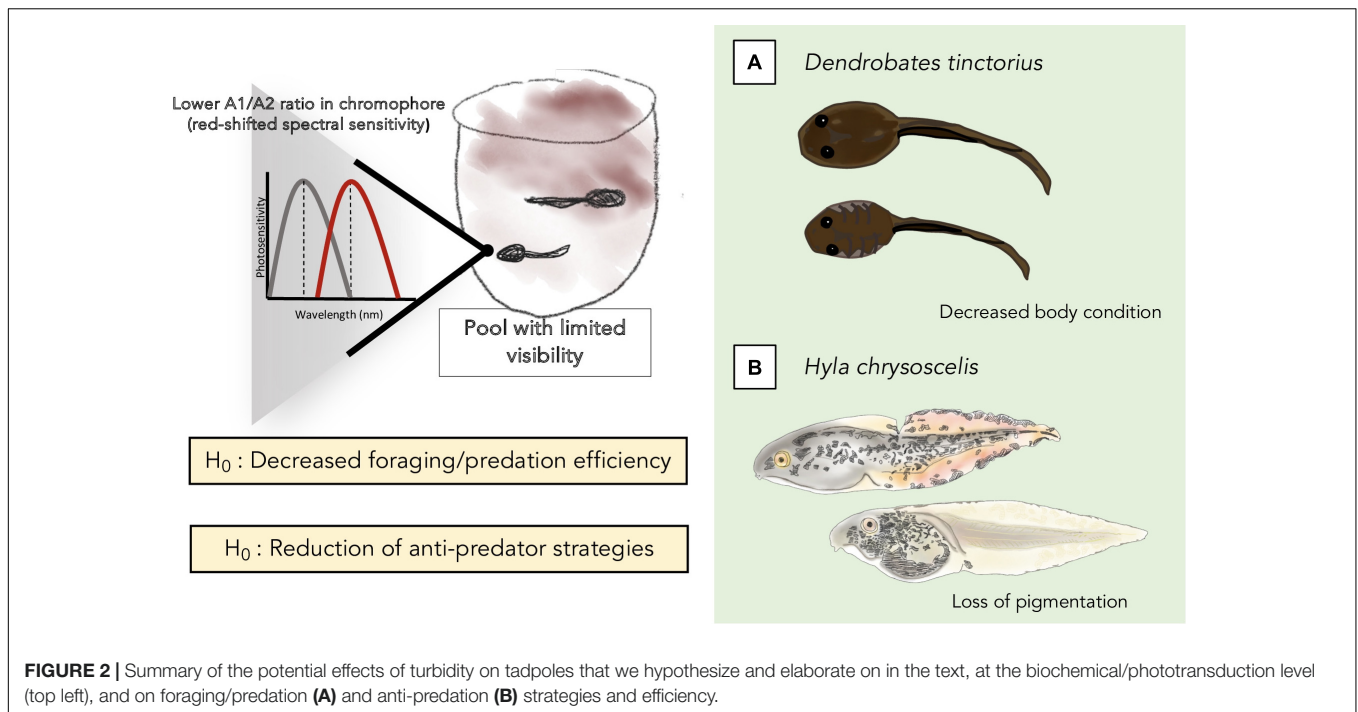 Lower A1/A2 ratio in chromophore
(red-shifted spectral sensitivity)
Photosensitivity
Wavelength (nm)
Pool with limited
visibility
H₀ : Decreased foraging/predation efficiency
H₀ : Reduction of anti-predator strategies
A
Dendrobates tinctorius
Decreased body condition
B
Hyla chrysoscelis
Loss of pigmentation
FIGURE 2 | Summary of the potential effects of turbidity on tadpoles that we hypothesize and elaborate on in the text, at the biochemical/phototransduction level
(top left), and on foraging/predation (A) and anti-predation (B) strategies and efficiency.